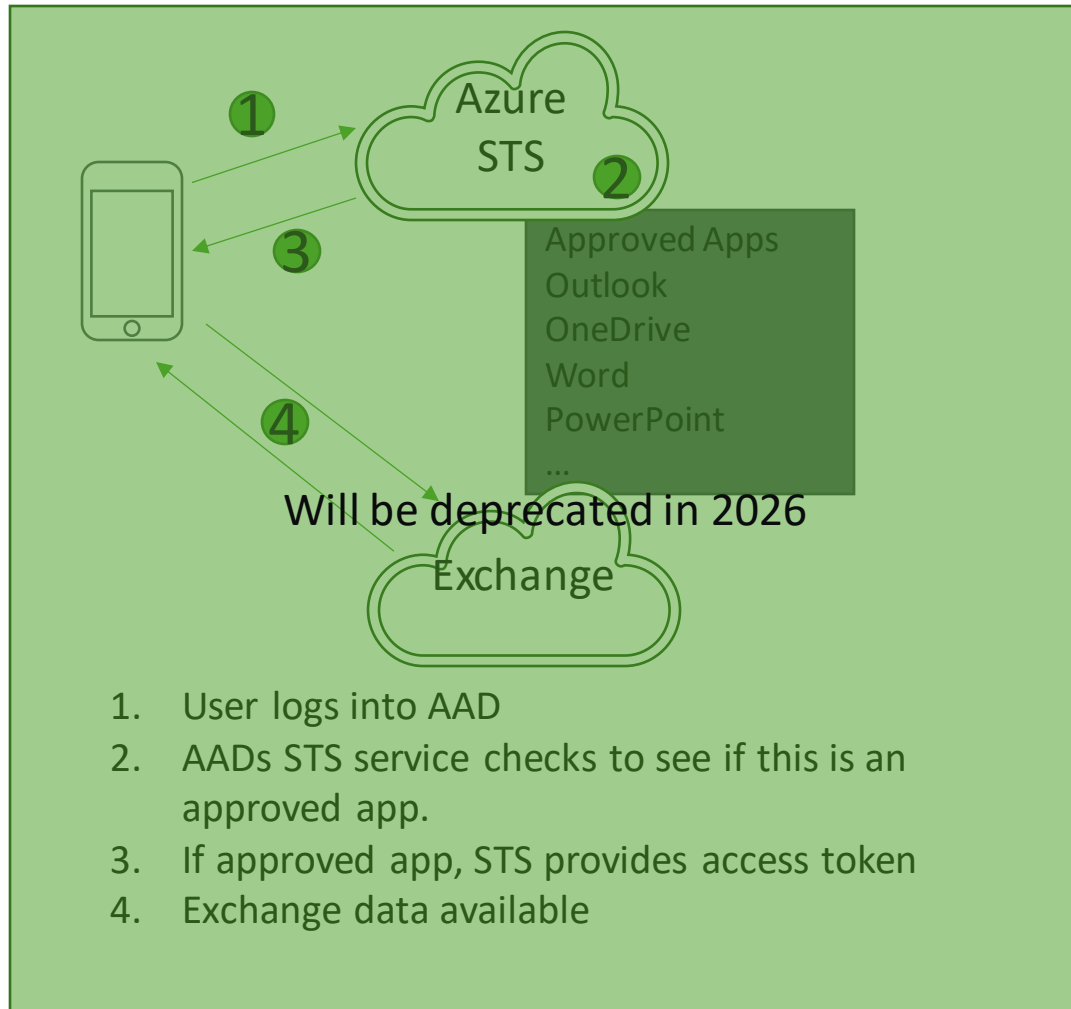 1
Azure
STS
2
3
Approved Apps
Outlook
OneDrive
Word
PowerPoint
...
4
Will be deprecated in 2026
Exchange
1. User logs into AAD
2. AADs STS service checks to see if this is an
approved app.
3. If approved app, STS provides access token
4. Exchange data available